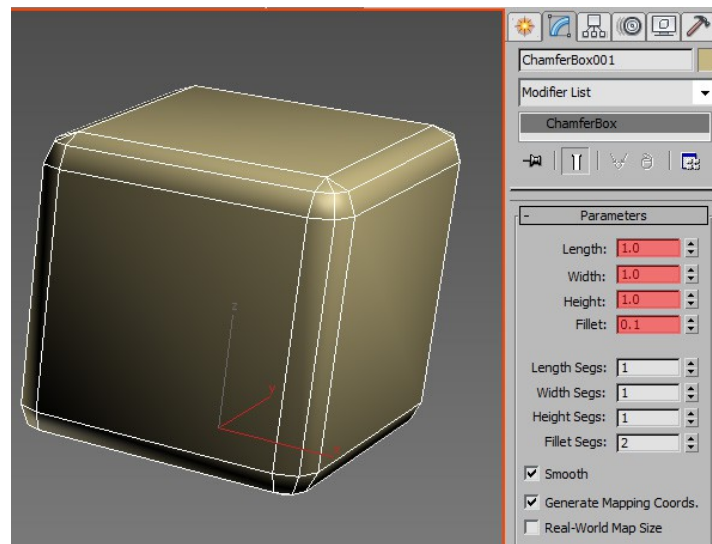 ChamferBox001
Modifier List
ChamferBox
- Parameters
Length: 1.0
Width: 1.0
Height: 1.0
Fillet: 0.1
Length Segs: 1
Width Segs: 1
Height Segs: 1
Fillet Segs: 2
Smooth
Generate Mapping Coords.
Real-World Map Size
z
y